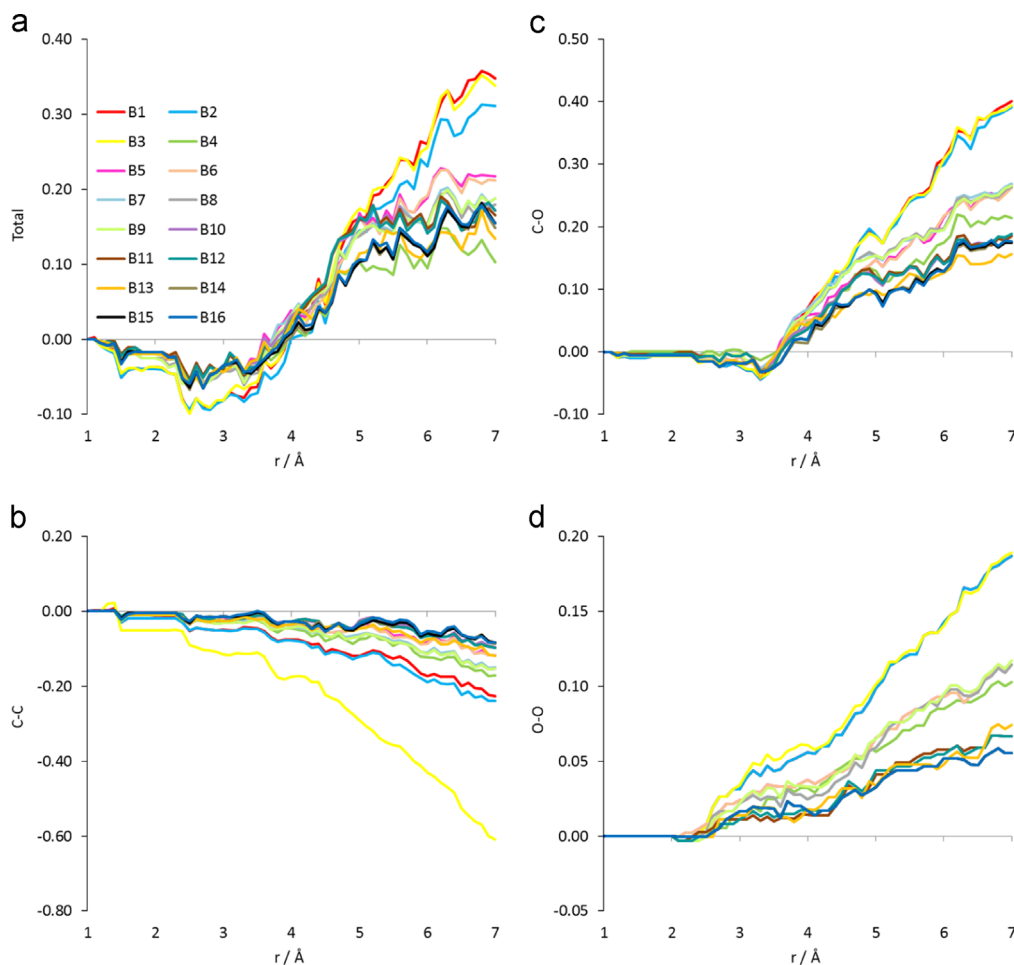 a
0.40
0.30
0.20
0.10
0.00
-0.10
Total
B1 B2
B3 B4
B5 B6
B7 B8
B9 B10
B11 B12
B13 B14
B15 B16
1 2 3 4 5 6 7
r / Å
c
0.50
0.40
0.30
0.20
0.10
0.00
-0.10
C-O
1 2 3 4 5 6 7
r / Å
b
0.20
0.00
-0.20
-0.40
-0.60
-0.80
C-C
1 2 3 4 5 6 7
r / Å
d
0.20
0.15
0.10
0.05
0.00
-0.05
O-O
1 2 3 4 5 6 7
r / Å